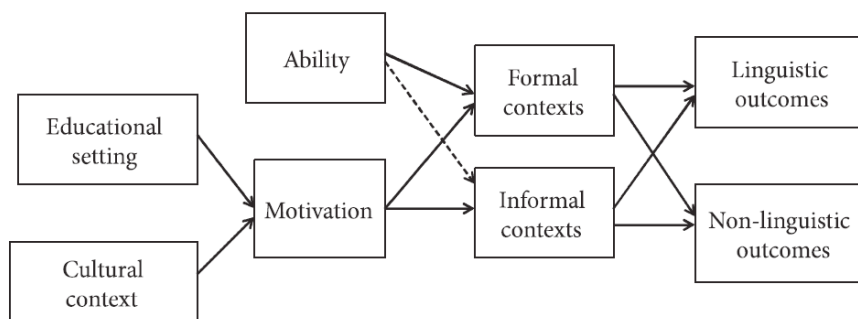 Ability
Formal
contexts
Linguistic
outcomes
Educational
setting
Motivation
Informal
contexts
Non-linguistic
outcomes
Cultural
context